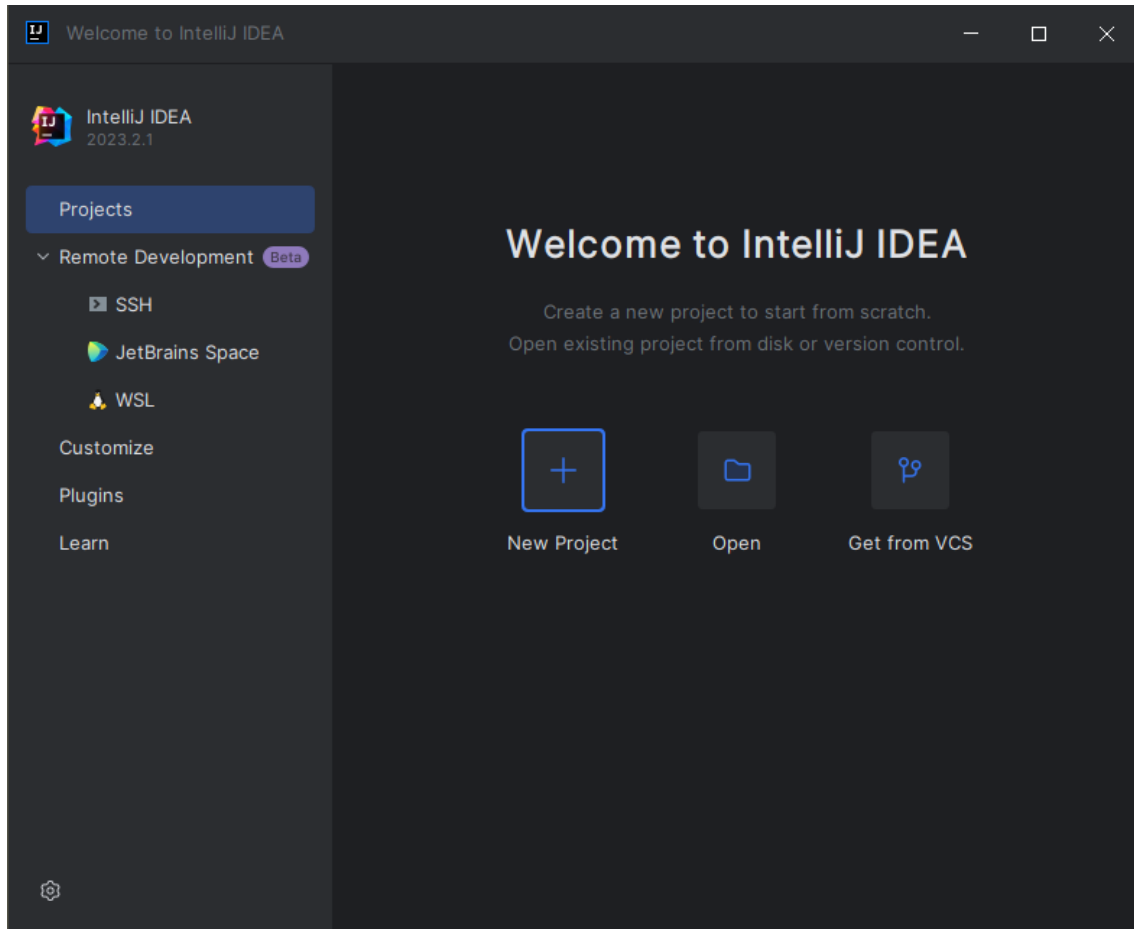 Welcome to IntelliJ IDEA
IJ
IntelliJ IDEA
2023.2.1
Projects
Remote Development Beta
SSH
JetBrains Space
WSL
Customize
Plugins
Learn
Welcome to IntelliJ IDEA
Create a new project to start from scratch.
Open existing project from disk or version control.
New Project
Open
Get from VCS